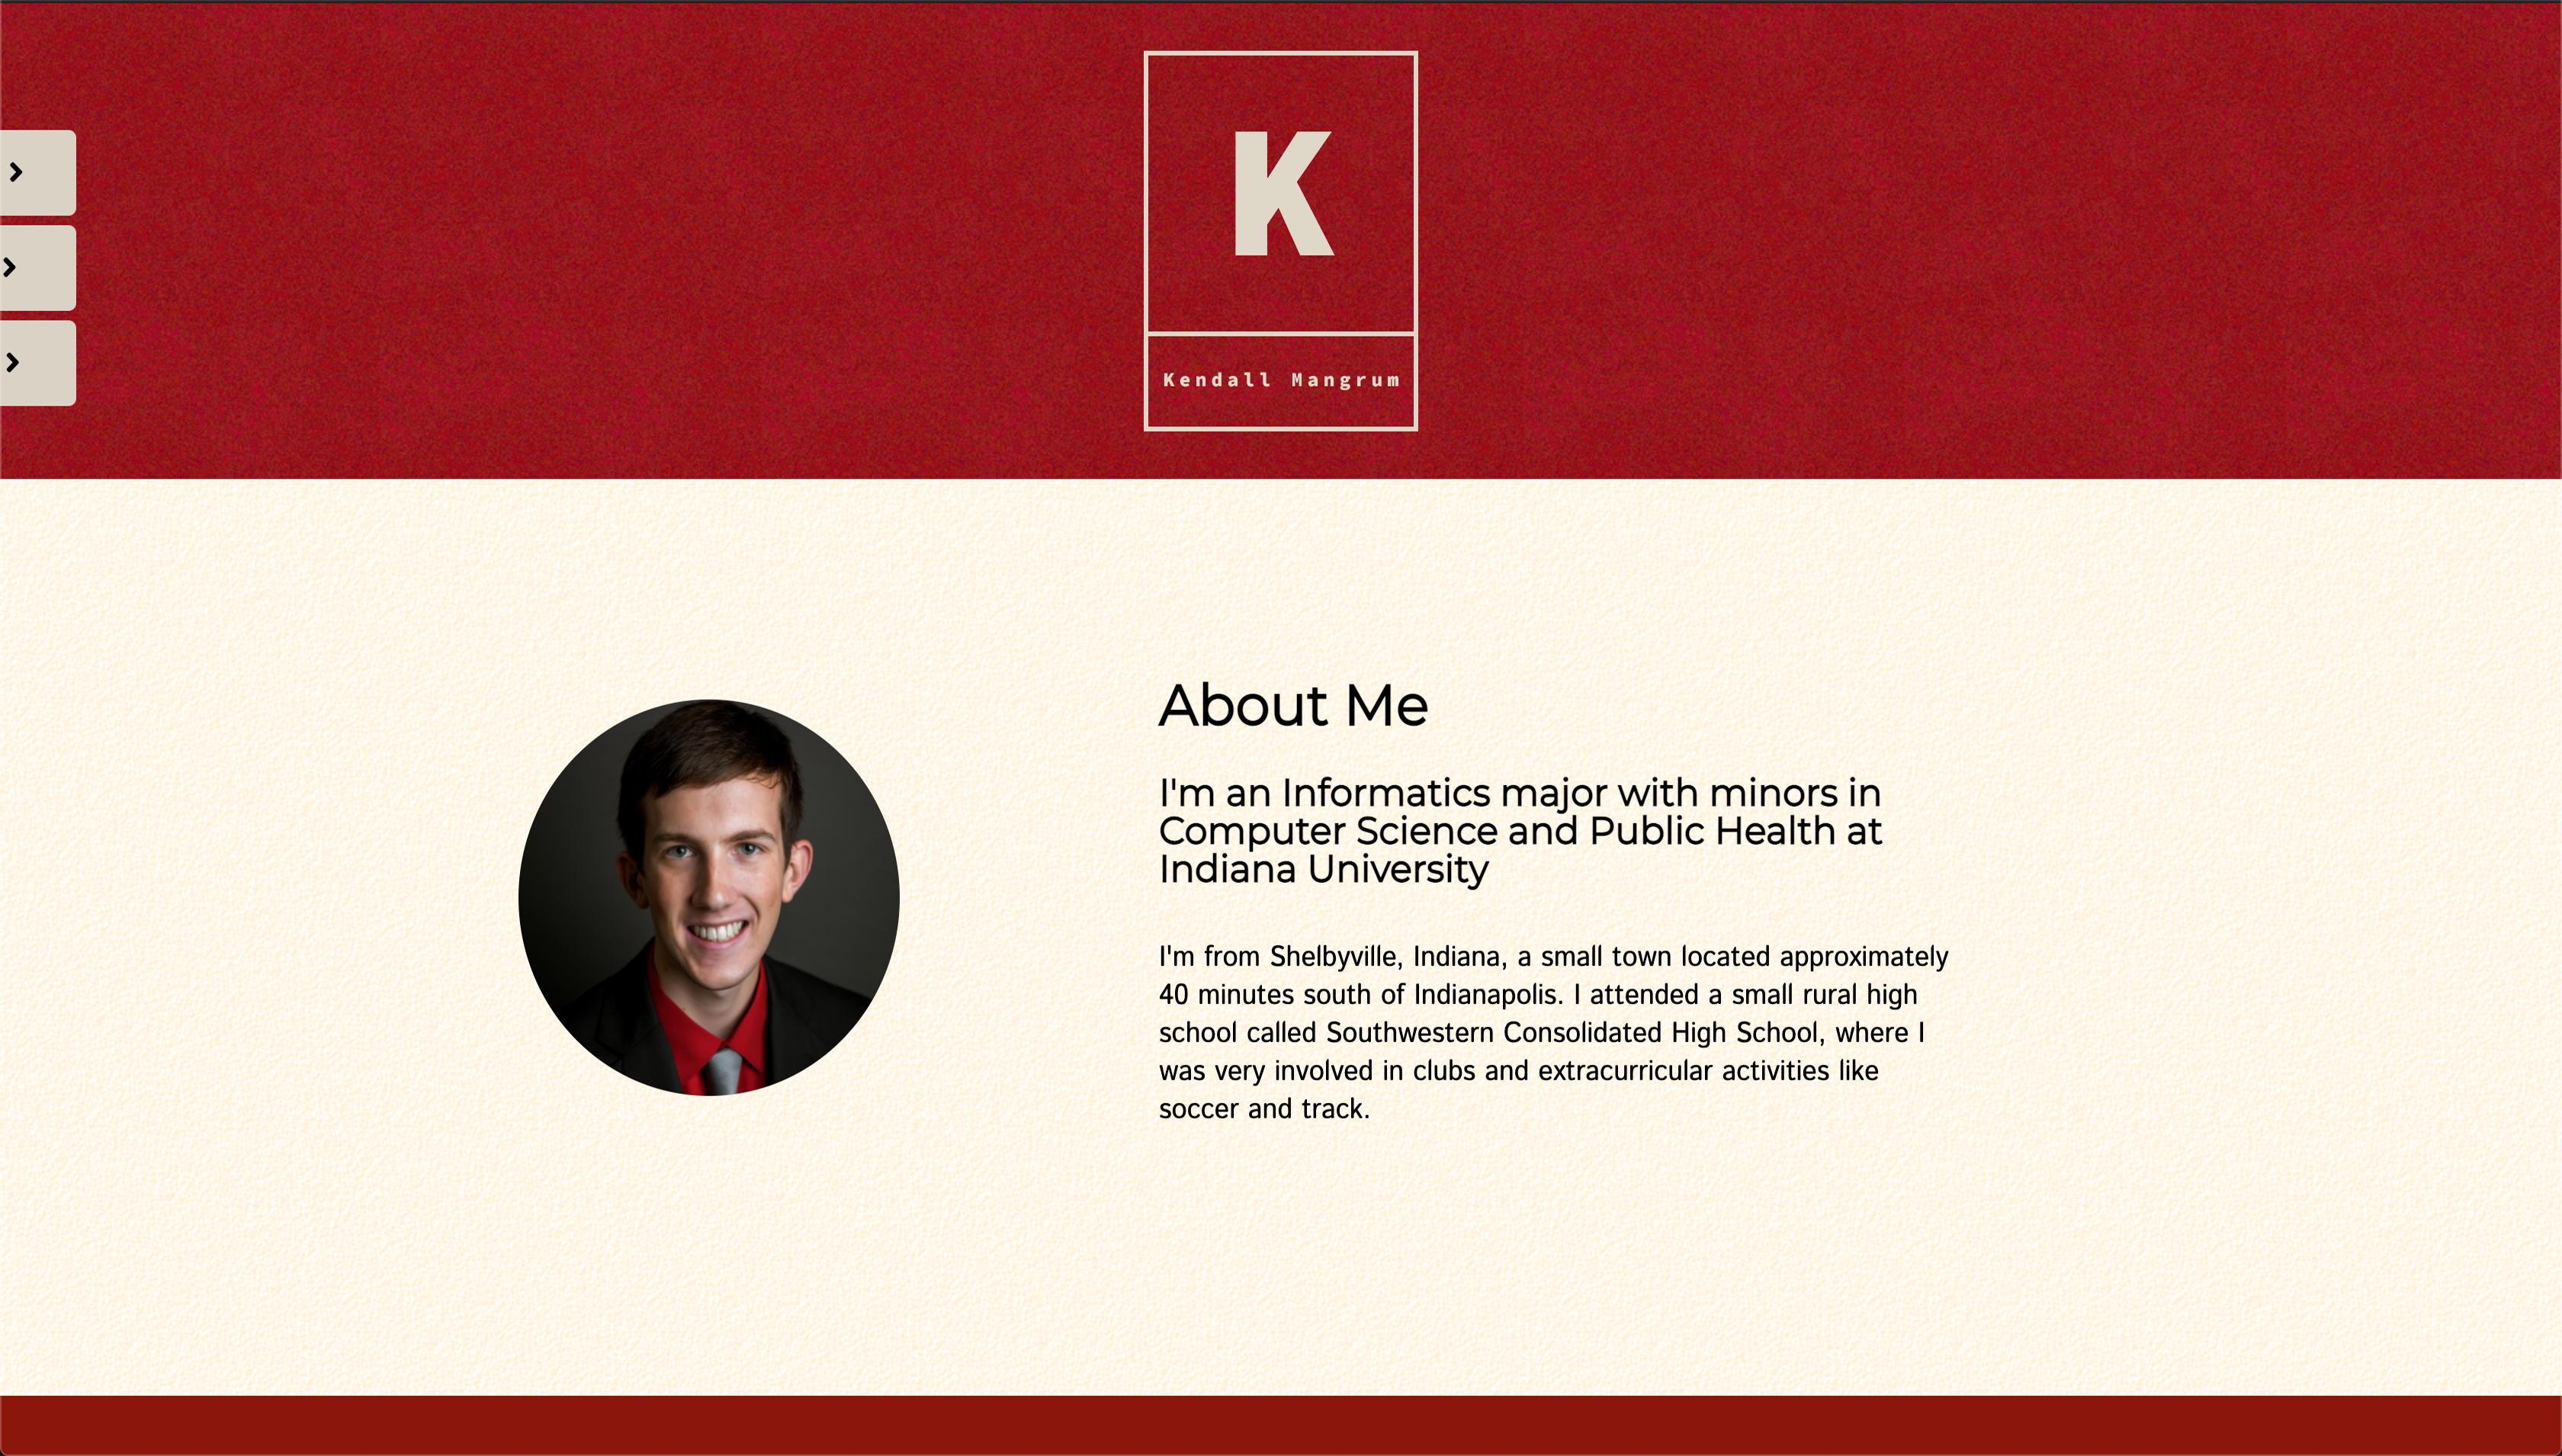 K
Kendall Mangrum
About Me
I'm an Informatics major with minors in
Computer Science and Public Health at
Indiana University
I'm from Shelbyville, Indiana, a small town located approximately
40 minutes south of Indianapolis. I attended a small rural high
school called Southwestern Consolidated High School, where I
was very involved in clubs and extracurricular activities like
soccer and track.